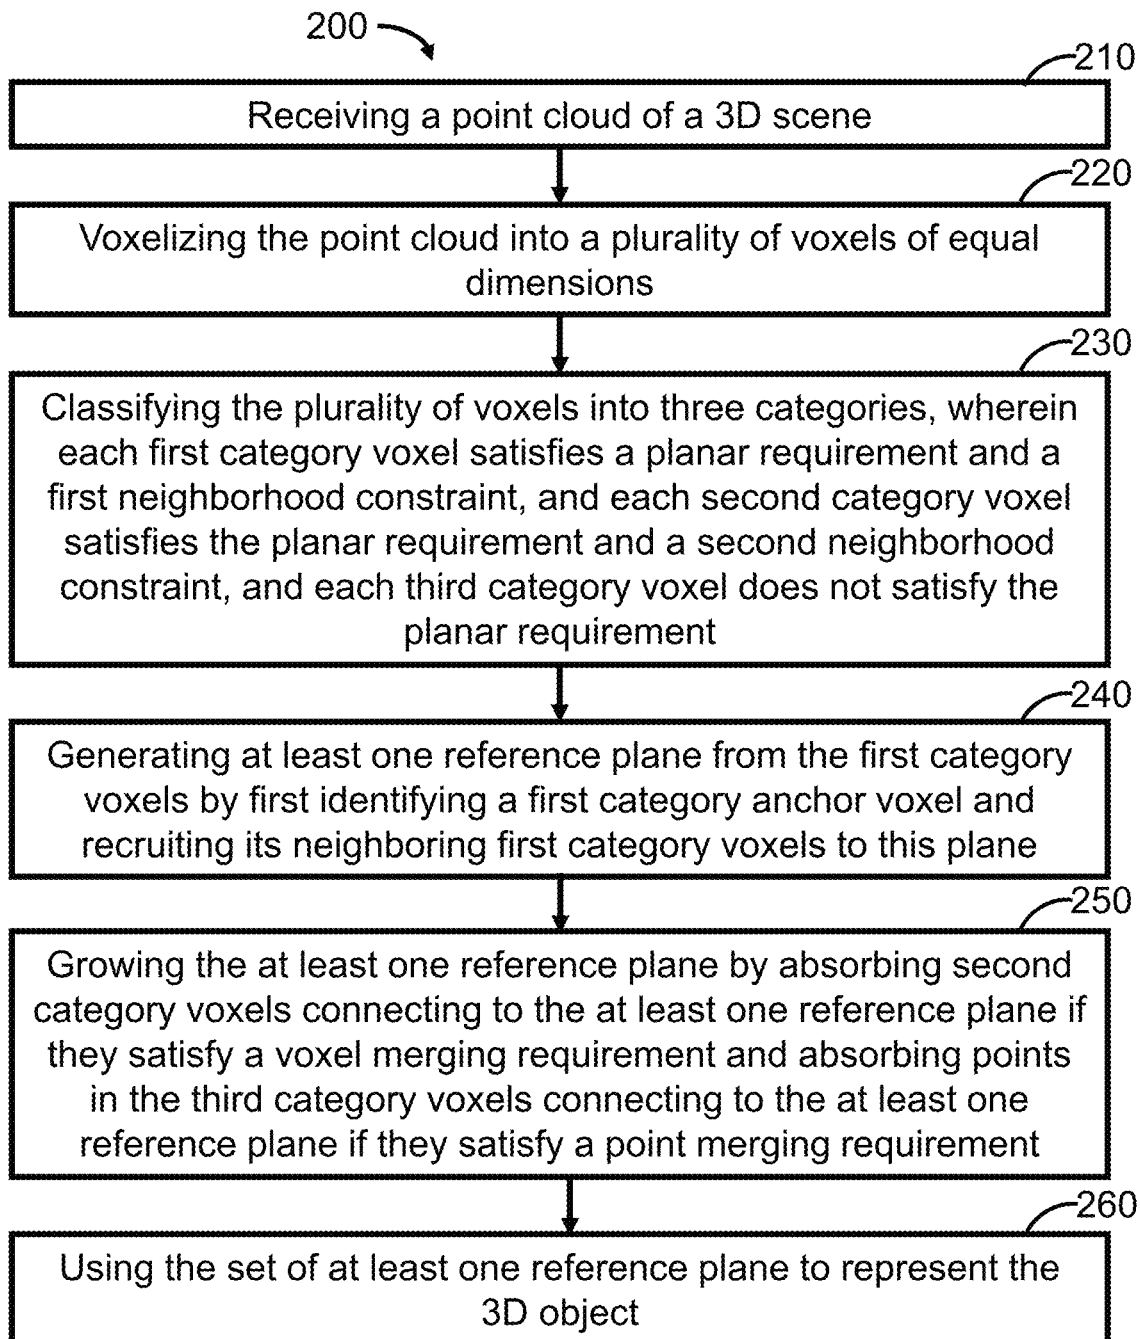 200
210
Receiving a point cloud of a 3D scene
220
Voxelizing the point cloud into a plurality of voxels of equal
dimensions
230
Classifying the plurality of voxels into three categories, wherein
each first category voxel satisfies a planar requirement and a
first neighborhood constraint, and each second category voxel
satisfies the planar requirement and a second neighborhood
constraint, and each third category voxel does not satisfy the
planar requirement
240
Generating at least one reference plane from the first category
voxels by first identifying a first category anchor voxel and
recruiting its neighboring first category voxels to this plane
250
Growing the at least one reference plane by absorbing second
category voxels connecting to the at least one reference plane if
they satisfy a voxel merging requirement and absorbing points
in the third category voxels connecting to the at least one
reference plane if they satisfy a point merging requirement
260
Using the set of at least one reference plane to represent the
3D object